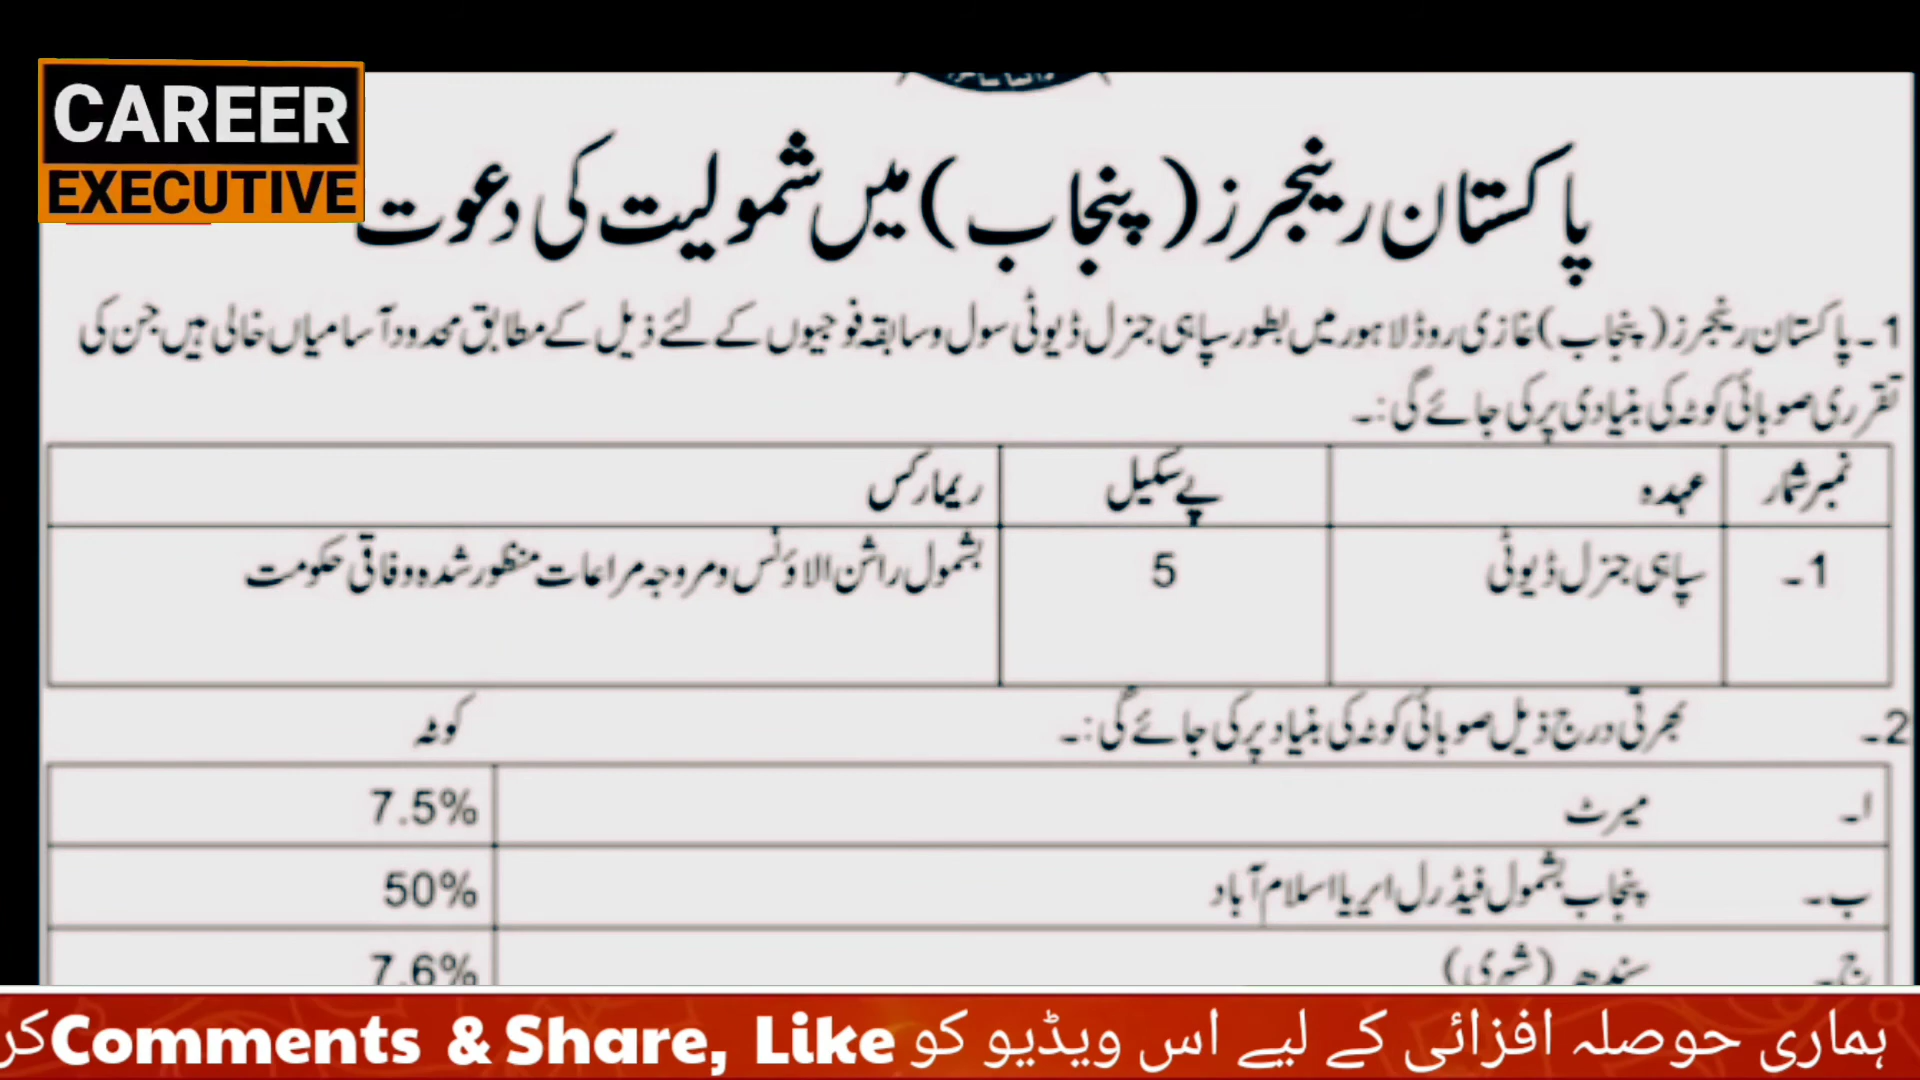 CAREER
EXECUTIVE
پاکستان رینجرز (پنجاب) میں شمولیت کی دعوت
1۔ پاکستان رینجرز (پنجاب) غازی روڈ لاہور میں بطور سپاہی جنرل ڈیوٹی سول و سابقہ فوجیوں کے لئے ذیل کے مطابق محدود آسامیاں خالی ہیں جن کی
تقرری صوبائی کوٹہ کی بنیادی پر کی جائے گی:۔
نمبر شمار عہدہ پے سکیل ریمارکس
1۔ سپاہی جنرل ڈیوٹی 5 بشمول راشن الاؤنس و مروجہ مراعات منظور شدہ وفاقی حکومت
2۔ بھرتی درج ذیل صوبائی کوٹہ کی بنیاد پر کی جائے گی:۔ کوٹہ
ا۔ میرٹ 7.5%
ب۔ پنجاب بشمول فیڈرل ایریا اسلام آباد 50%
ج۔ سندھ (شہری) 7.6%
ہماری حوصلہ افزائی کے لیے اس ویڈیو کو Like ,Share & Comments کر